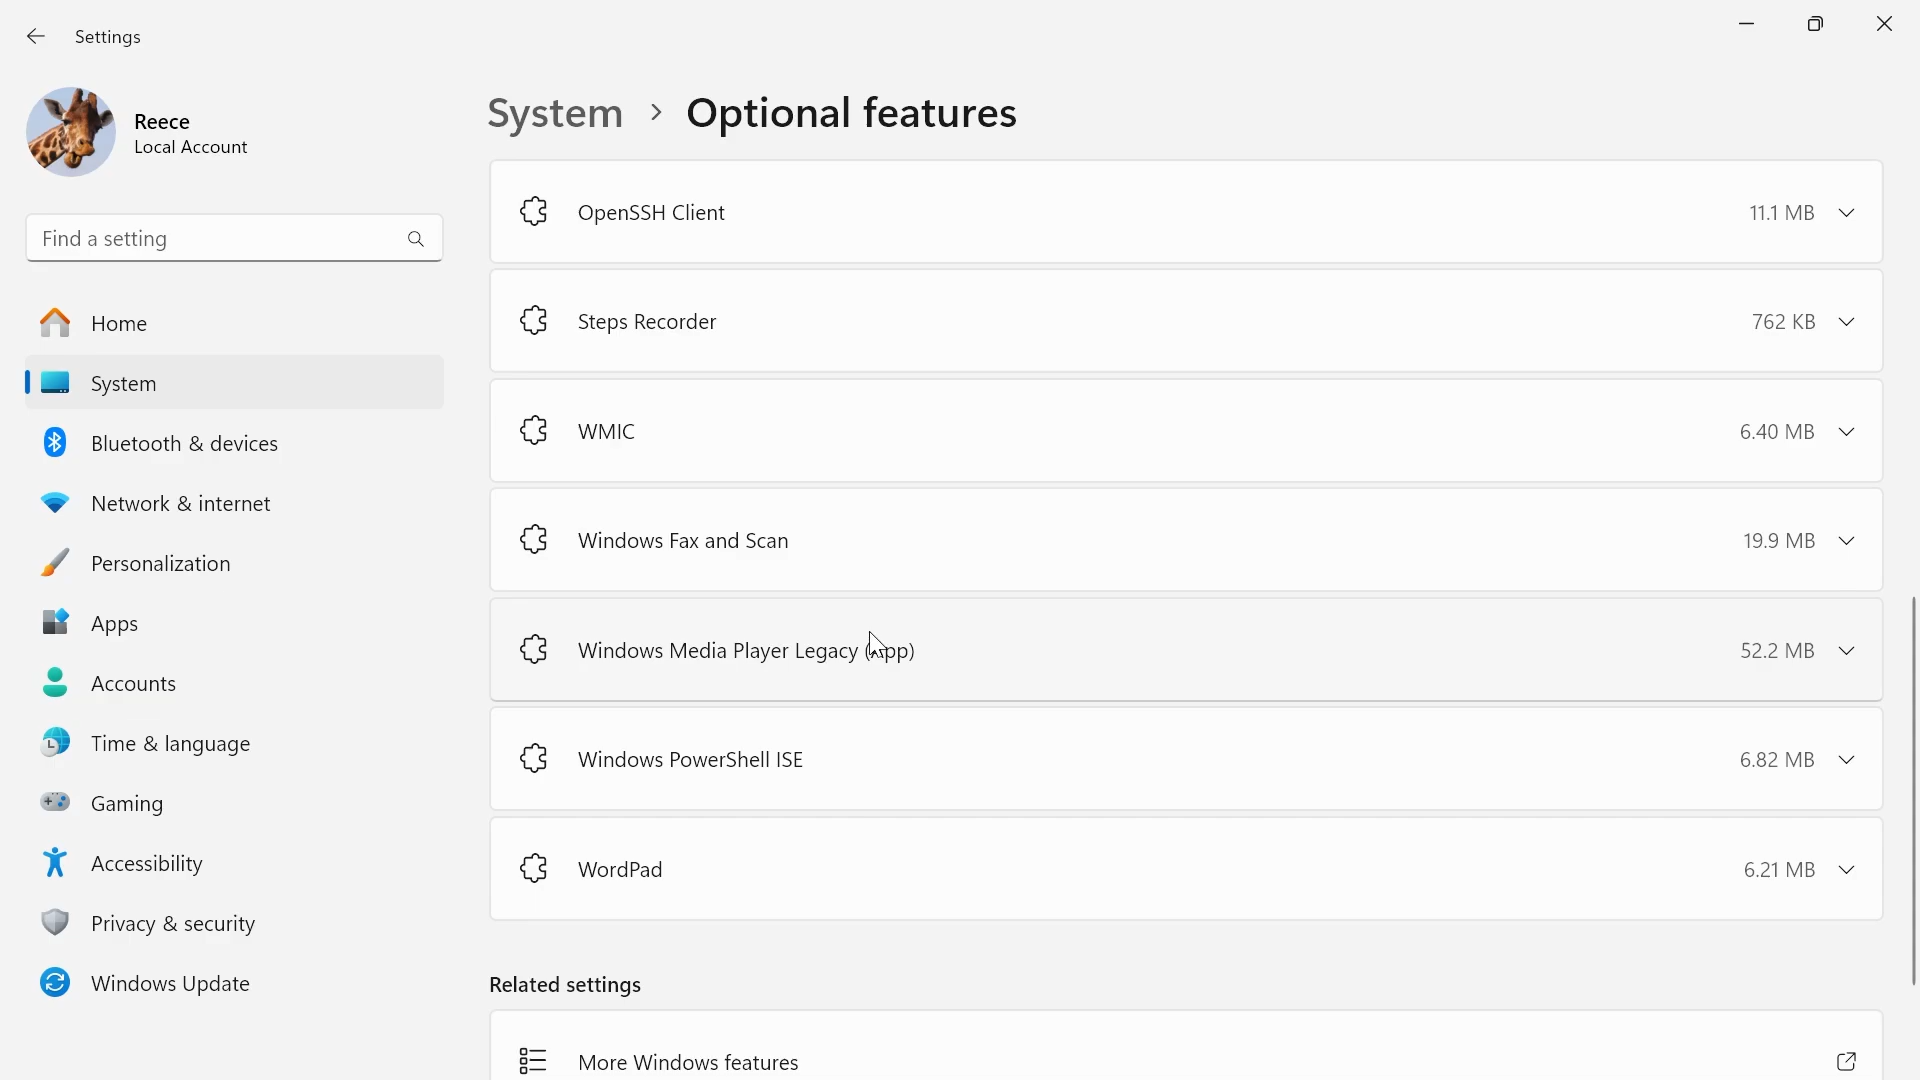 Settings
Reece
Local Account
Find a setting
Home
System
Bluetooth & devices
Network & internet
Personalization
Apps
Accounts
Time & language
Gaming
Accessibility
Privacy & security
Windows Update
System > Optional features
OpenSSH Client 11.1 MB
Steps Recorder 762 KB
WMIC 6.40 MB
Windows Fax and Scan 19.9 MB
Windows Media Player Legacy (App) 52.2 MB
Windows PowerShell ISE 6.82 MB
WordPad 6.21 MB
Related settings
More Windows features